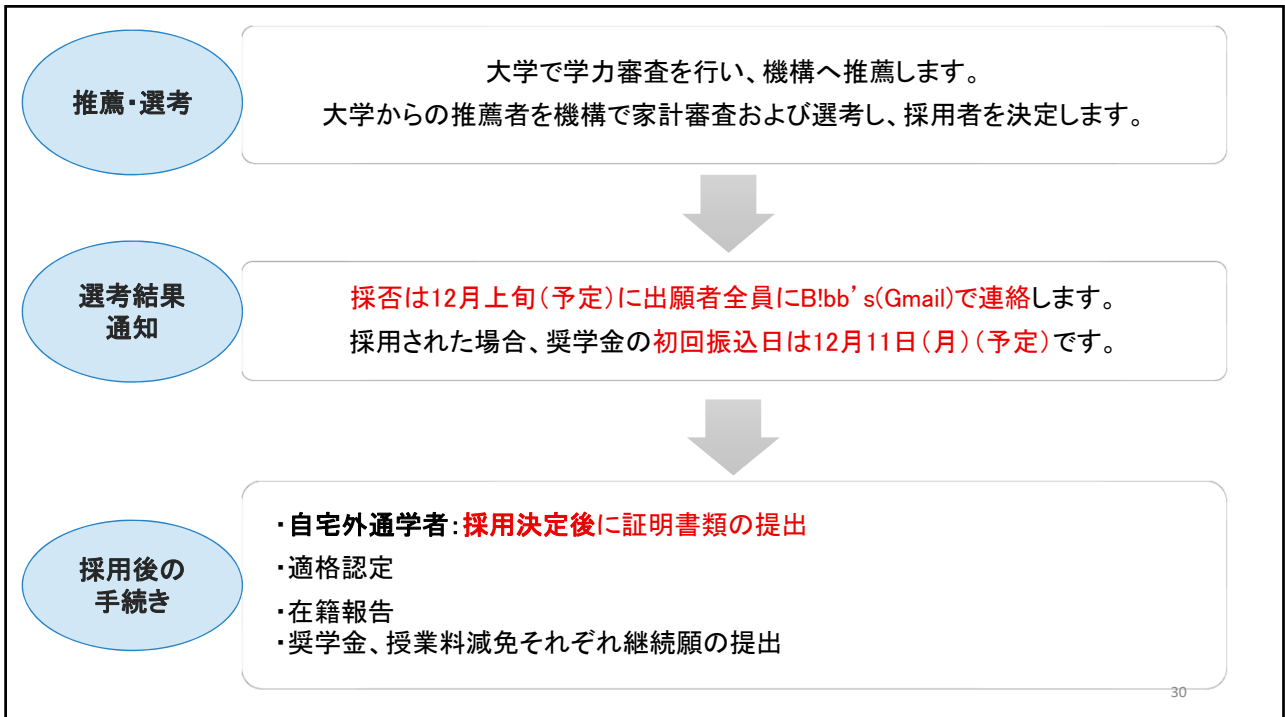 推薦・選考
大学で学力審査を行い、機構へ推薦します。
大学からの推薦者を機構で家計審査および選考し、採用者を決定します。
選考結果
通知
採否は12月上旬(予定)に出願者全員にB!bb’s(Gmail)で連絡します。
採用された場合、奨学金の初回振込日は12月11日(月)(予定)です。
採用後の
手続き
・自宅外通学者:採用決定後に証明書類の提出
・適格認定
・在籍報告
・奨学金、授業料減免それぞれ継続願の提出
30